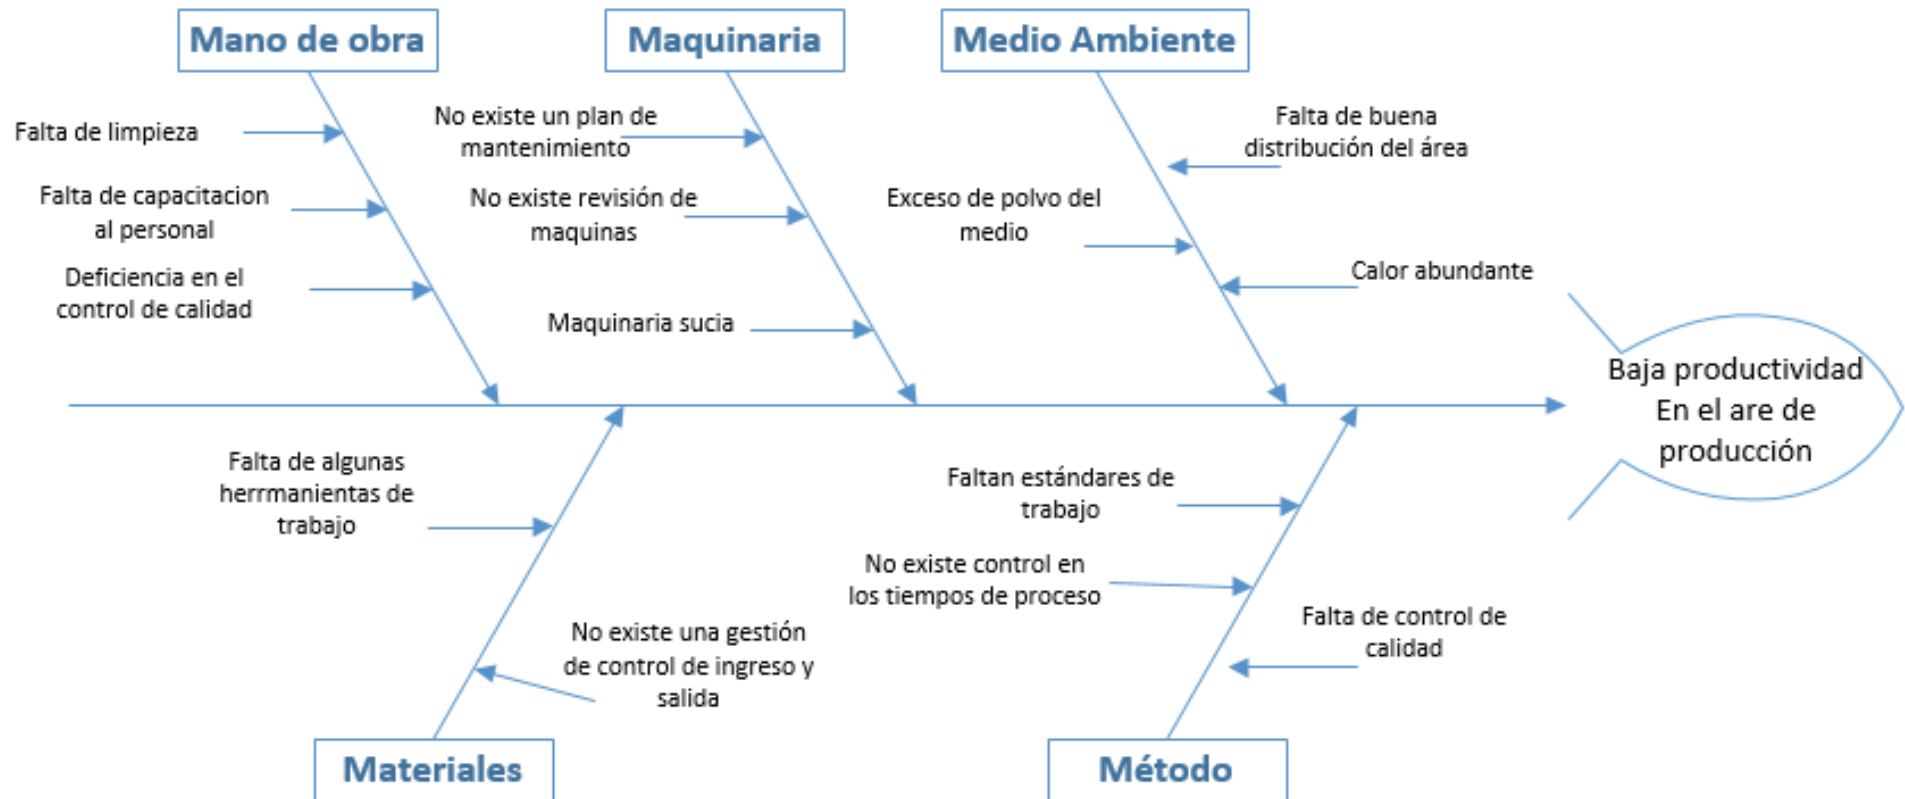 Mano de obra
Maquinaria
Medio Ambiente
Falta de limpieza
Falta de capacitacion
al personal
Deficiencia en el
control de calidad
No existe un plan de
mantenimiento
No existe revisión de
maquinas
Maquinaria sucia
Falta de buena
distribución del área
Exceso de polvo del
medio
Calor abundante
Baja productividad
En el are de
producción
Falta de algunas
herrmanientas de
trabajo
No existe una gestión
de control de ingreso y
salida
Faltan estándares de
trabajo
No existe control en
los tiempos de proceso
Falta de control de
calidad
Materiales
Método